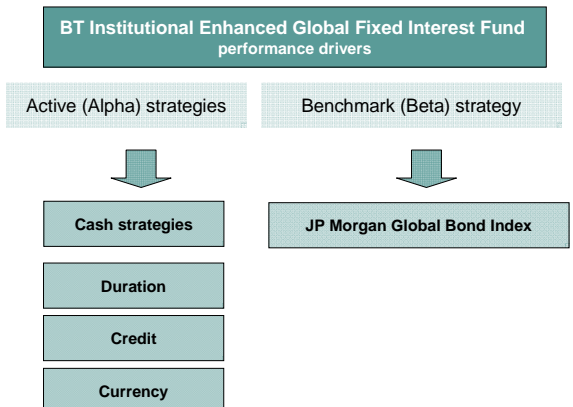 BT Institutional Enhanced Global Fixed Interest Fund
performance drivers
Active (Alpha) strategies
Benchmark (Beta) strategy
Cash strategies
JP Morgan Global Bond Index
Duration
Credit
Currency